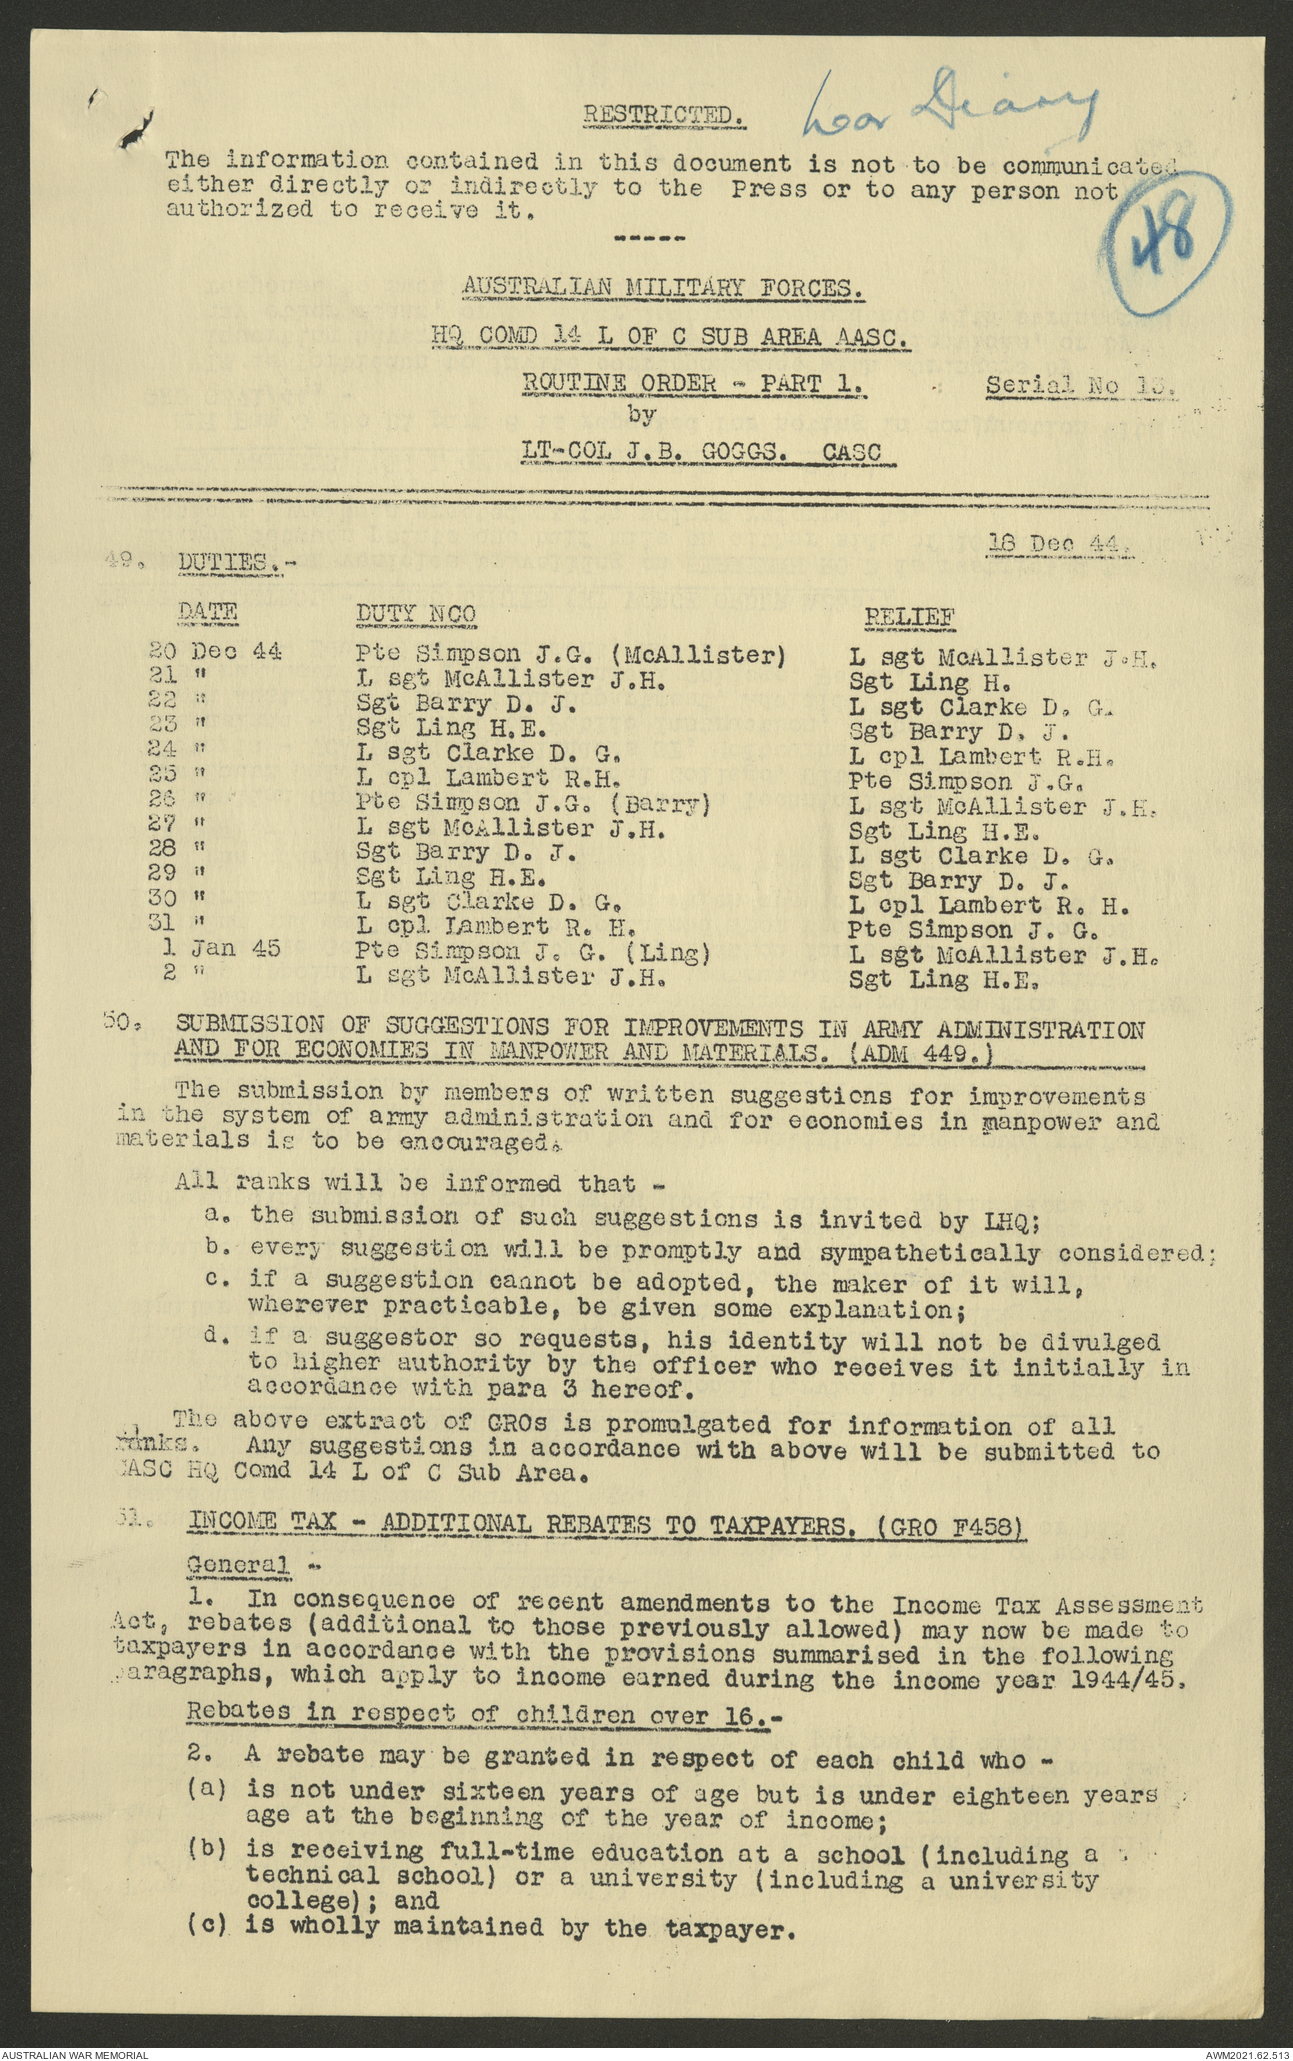 War Diary
RESTRICTED.
The information contained in this document is not to be communicated
either directly or indirectly to the Press or to any person not
authorized to receive it.
-----
48
AUSTRALIAN MILITARY FORCES.
HQ COMD 14 L OF C SUB AREA AASC.
ROUTINE ORDER - PART 1. Serial No 13.
by
LT-COL J.B. GOGGS. CASC
18 Dec 44.
49. DUTIES.-
DATE DUTY NCO RELIEF
20 Dec 44 Pte Simpson J.G. (McAllister) L sgt McAllister J.H.
21 " L sgt McAllister J.H. Sgt Ling H.
22 " Sgt Barry D. J. L sgt Clarke D. G.
23 " Sgt Ling H.E. Sgt Barry D. J.
24 " L sgt Clarke D. G. L cpl Lambert R.H.
25 " L cpl Lambert R.H. Pte Simpson J.G.
26 " Pte Simpson J.G. (Barry) L sgt McAllister J.H.
27 " L sgt McAllister J.H. Sgt Ling H.E.
28 " Sgt Barry D. J. L sgt Clarke D. G.
29 " Sgt Ling H.E. Sgt Barry D. J.
30 " L sgt Clarke D. G. L cpl Lambert R. H.
31 " L cpl Lambert R. H. Pte Simpson J. G.
1 Jan 45 Pte Simpson J. G. (Ling) L sgt McAllister J.H.
2 " L sgt McAllister J.H. Sgt Ling H.E.
50. SUBMISSION OF SUGGESTIONS FOR IMPROVEMENTS IN ARMY ADMINISTRATION
AND FOR ECONOMIES IN MANPOWER AND MATERIALS. (ADM 449.)
The submission by members of written suggestions for improvements
in the system of army administration and for economies in manpower and
materials is to be encouraged.
All ranks will be informed that -
a. the submission of such suggestions is invited by LHQ;
b. every suggestion will be promptly and sympathetically considered;
c. if a suggestion cannot be adopted, the maker of it will,
wherever practicable, be given some explanation;
d. if a suggestor so requests, his identity will not be divulged
to higher authority by the officer who receives it initially in
accordance with para 3 hereof.
The above extract of GROs is promulgated for information of all
ranks. Any suggestions in accordance with above will be submitted to
CASC HQ Comd 14 L of C Sub Area.
51. INCOME TAX - ADDITIONAL REBATES TO TAXPAYERS. (GRO F458)
General -
1. In consequence of recent amendments to the Income Tax Assessment
Act, rebates (additional to those previously allowed) may now be made to
taxpayers in accordance with the provisions summarised in the following
paragraphs, which apply to income earned during the income year 1944/45.
Rebates in respect of children over 16.-
2. A rebate may be granted in respect of each child who -
(a) is not under sixteen years of age but is under eighteen years
age at the beginning of the year of income;
(b) is receiving full-time education at a school (including a
technical school) or a university (including a university
college); and
(c) is wholly maintained by the taxpayer.
AUSTRALIAN WAR MEMORIAL AWM2021.62.513